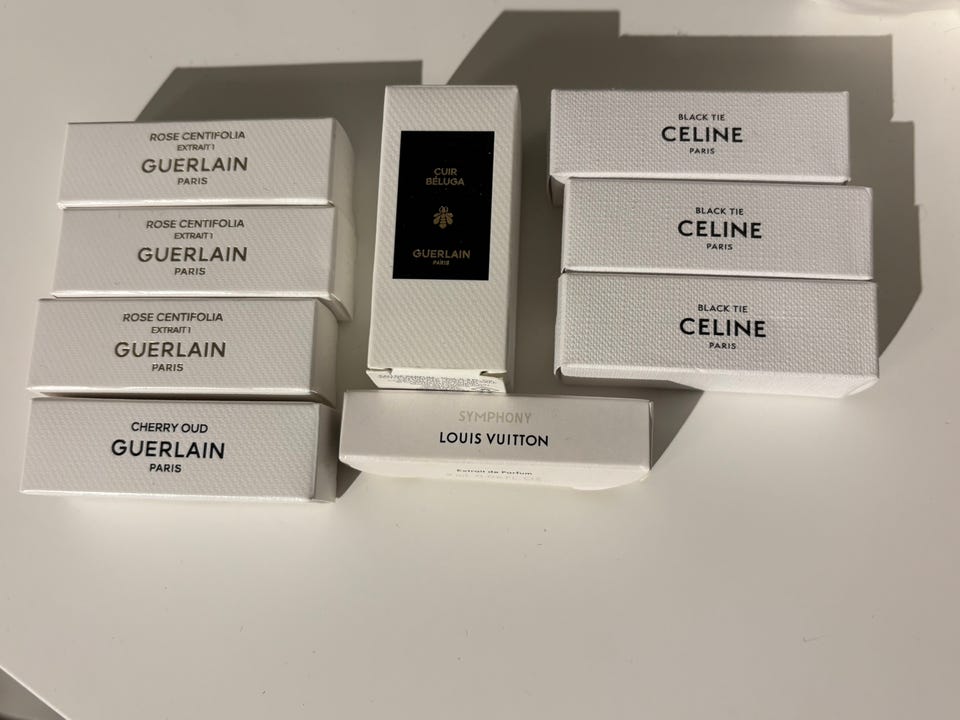 ROSE CENTIFOLIA
EXTRAIT 1
GUERLAIN
PARIS
ROSE CENTIFOLIA
EXTRAIT 1
GUERLAIN
PARIS
ROSE CENTIFOLIA
EXTRAIT 1
GUERLAIN
PARIS
CHERRY OUD
GUERLAIN
PARIS
CUIR
BÉLUGA
GUERLAIN
PARIS
SYMPHONY
LOUIS VUITTON
Extrait de Parfum
BLACK TIE
CELINE
PARIS
BLACK TIE
CELINE
PARIS
BLACK TIE
CELINE
PARIS